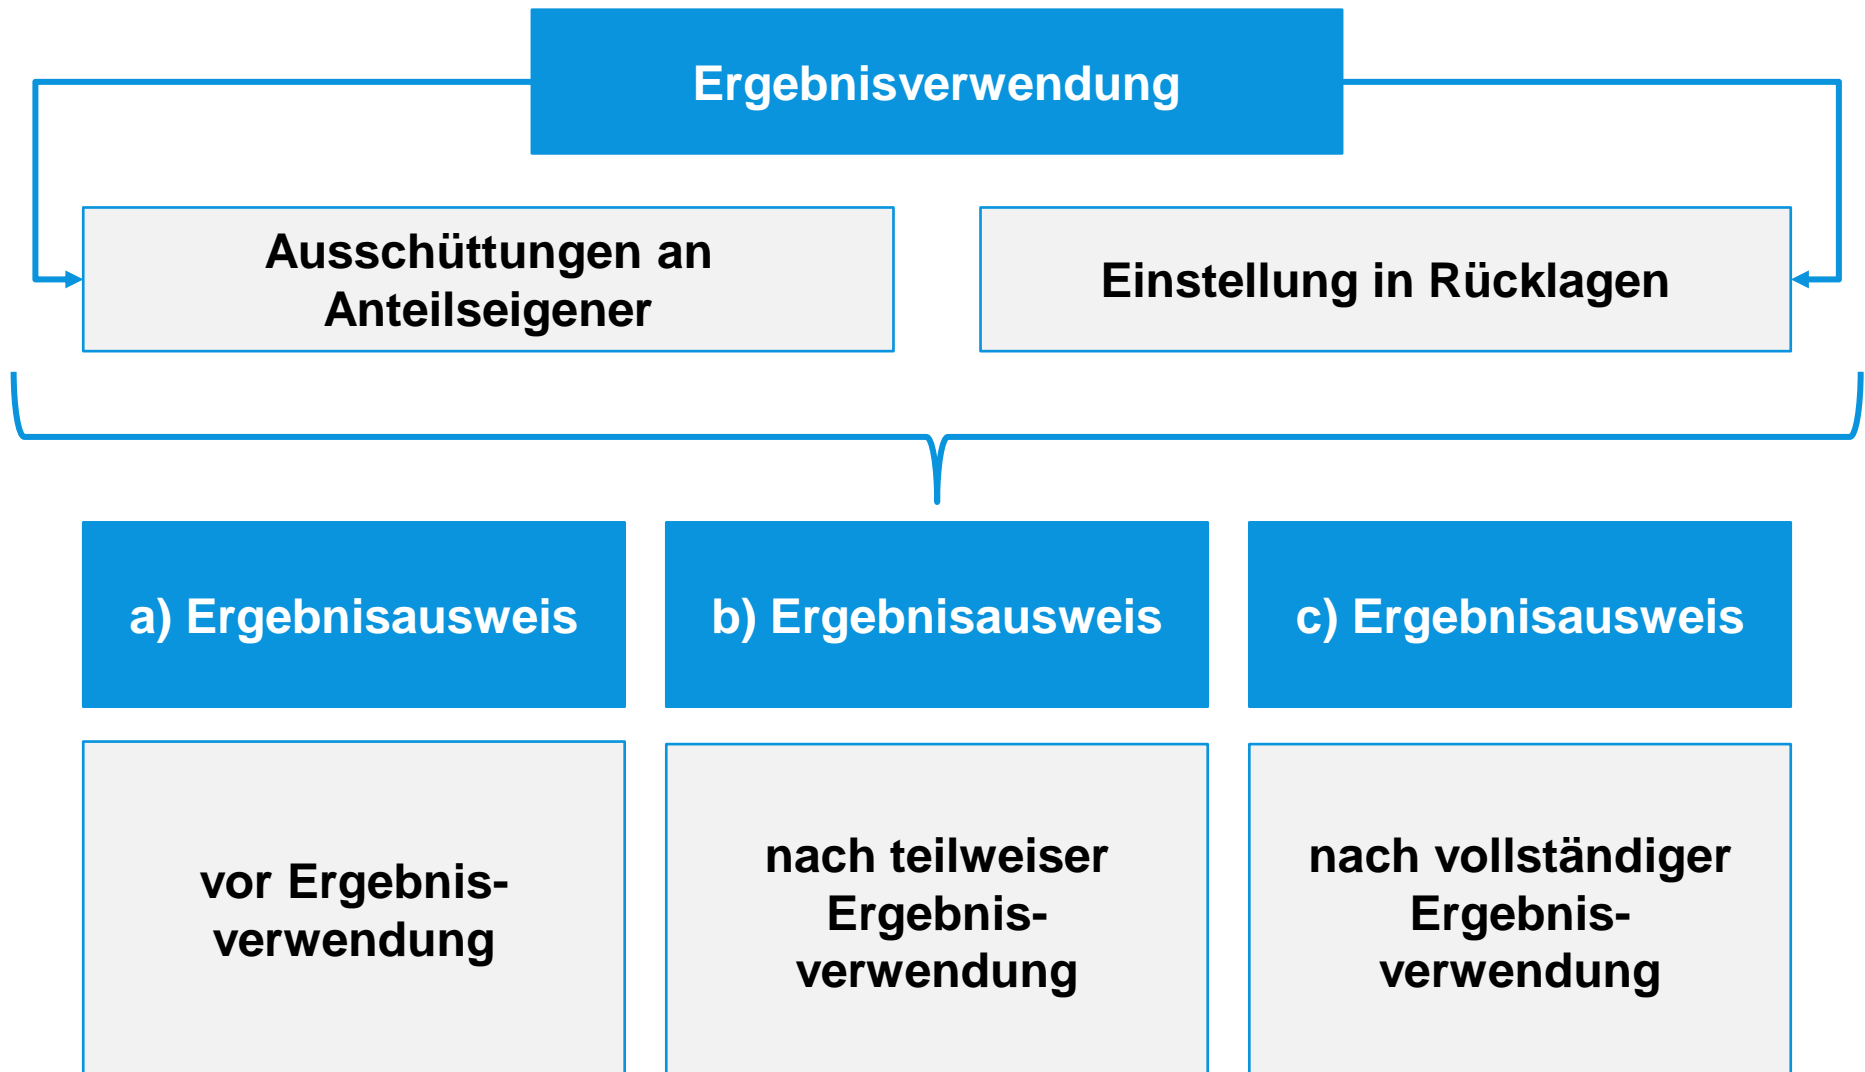 Ergebnisverwendung
Ausschüttungen an
Anteilseigener
Einstellung in Rücklagen
a) Ergebnisausweis
b) Ergebnisausweis
c) Ergebnisausweis
vor Ergebnis-
verwendung
nach teilweiser
Ergebnis-
verwendung
nach vollständiger
Ergebnis-
verwendung